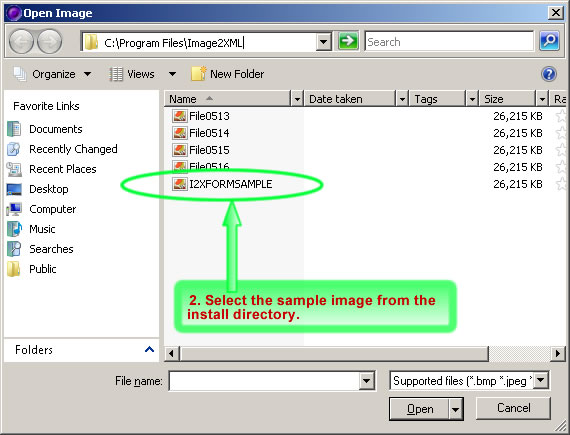 Open Image
C:\Program Files\Image2XML
Search
Organize Views New Folder
Favorite Links
Documents
Recently Changed
Recent Places
Desktop
Computer
Music
Searches
Public
Folders
Name Date taken Tags Size Ra
File0513 26,215 KB
File0514 26,215 KB
File0515 26,215 KB
File0516 26,215 KB
I2XFORMSAMPLE 26,215 KB
2. Select the sample image from the
install directory.
File name:
Supported files (*.bmp *.jpeg *
Open Cancel